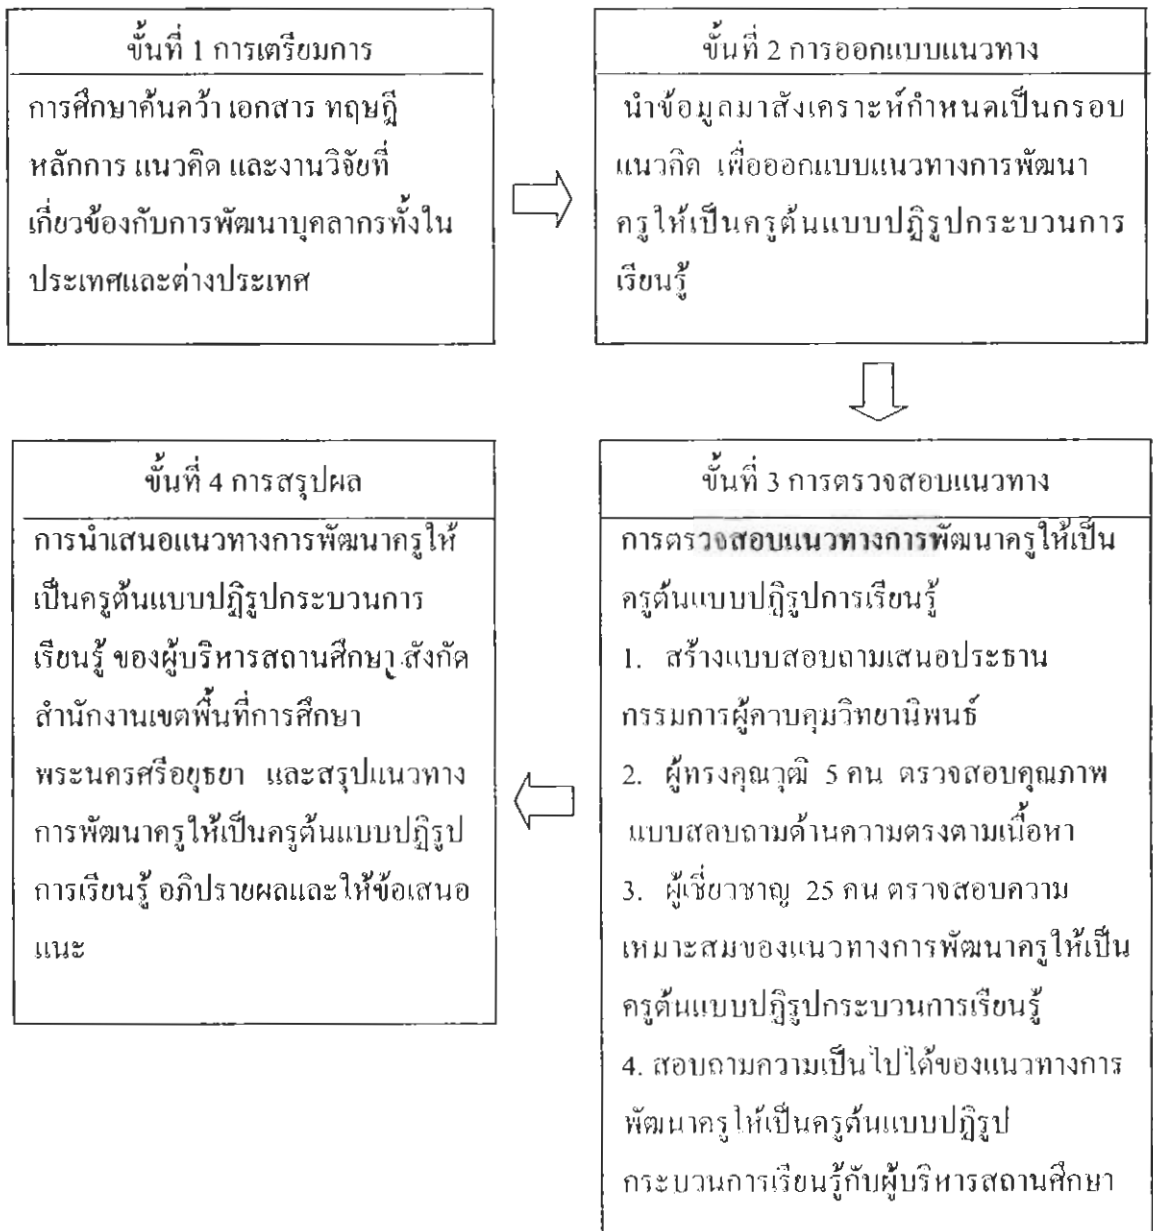 ขั้นที่ 1 การเตรียมการ
การศึกษาค้นคว้า เอกสาร ทฤษฎี
หลักการ แนวคิด และงานวิจัยที่
เกี่ยวข้องกับการพัฒนาบุคลากรทั้งใน
ประเทศและต่างประเทศ
ขั้นที่ 2 การออกแบบแนวทาง
นำข้อมูลมาสังเคราะห์กำหนดเป็นกรอบ
แนวคิด เพื่อออกแบบแนวทางการพัฒนา
ครูให้เป็นครูต้นแบบปฏิรูปกระบวนการ
เรียนรู้
ขั้นที่ 3 การตรวจสอบแนวทาง
การตรวจสอบแนวทางการพัฒนาครูให้เป็น
ครูต้นแบบปฏิรูปการเรียนรู้
1. สร้างแบบสอบถามเสนอประธาน
กรรมการผู้ควบคุมวิทยานิพนธ์
2. ผู้ทรงคุณวุฒิ 5 คน ตรวจสอบคุณภาพ
แบบสอบถามด้านความตรงตามเนื้อหา
3. ผู้เชี่ยวชาญ 25 คน ตรวจสอบความ
เหมาะสมของแนวทางการพัฒนาครูให้เป็น
ครูต้นแบบปฏิรูปกระบวนการเรียนรู้
4. สอบถามความเป็นไปได้ของแนวทางการ
พัฒนาครูให้เป็นครูต้นแบบปฏิรูป
กระบวนการเรียนรู้กับผู้บริหารสถานศึกษา
ขั้นที่ 4 การสรุปผล
การนำเสนอแนวทางการพัฒนาครูให้
เป็นครูต้นแบบปฏิรูปกระบวนการ
เรียนรู้ ของผู้บริหารสถานศึกษา สังกัด
สำนักงานเขตพื้นที่การศึกษา
พระนครศรีอยุธยา และสรุปแนวทาง
การพัฒนาครูให้เป็นครูต้นแบบปฏิรูป
การเรียนรู้ อภิปรายผลและให้ข้อเสนอ
แนะ